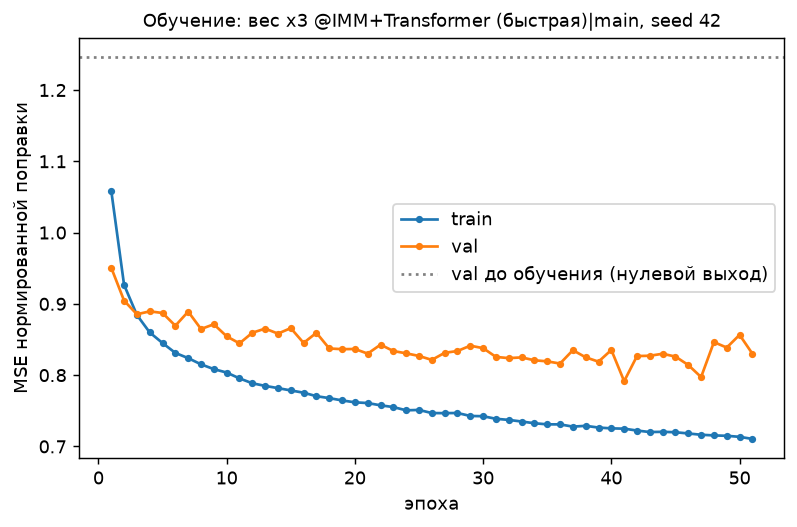 Обучение: вес x3 @IMM+Transformer (быстрая)|main, seed 42
MSE нормированной поправки
1.2
1.1
1.0
0.9
0.8
0.7
train
val
val до обучения (нулевой выход)
0
10
20
30
40
50
эпоха